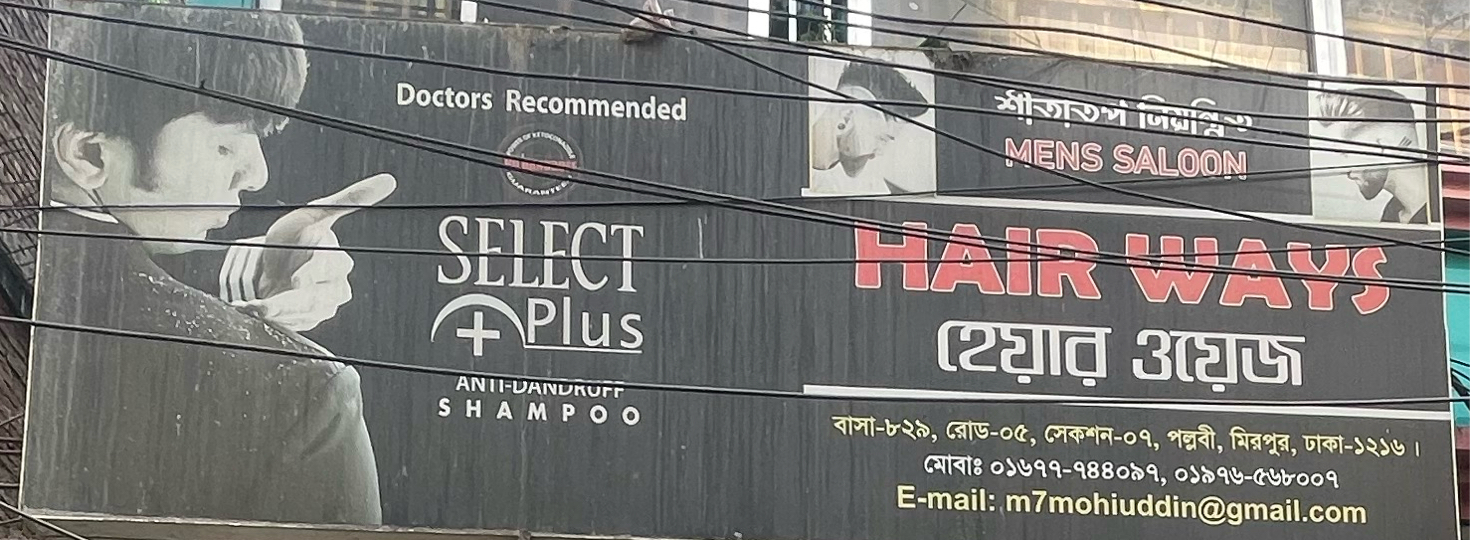 Doctors Recommended
SELECT
Plus
ANTI-DANDRUFF
SHAMPOO
শীতাতপ নিয়ন্ত্রিত
MENS SALOON
HAIR WAYS
হেয়ার ওয়েজ
বাসা-৮২৯, রোড-০৫, সেকশন-০৭, পল্লবী, মিরপুর, ঢাকা-১২১৬।
মোবাঃ ০১৬৭৭-৭৪৪০৯৭, ০১৯৭৬-৫৬৮০০৭
E-mail: m7mohiuddin@gmail.com